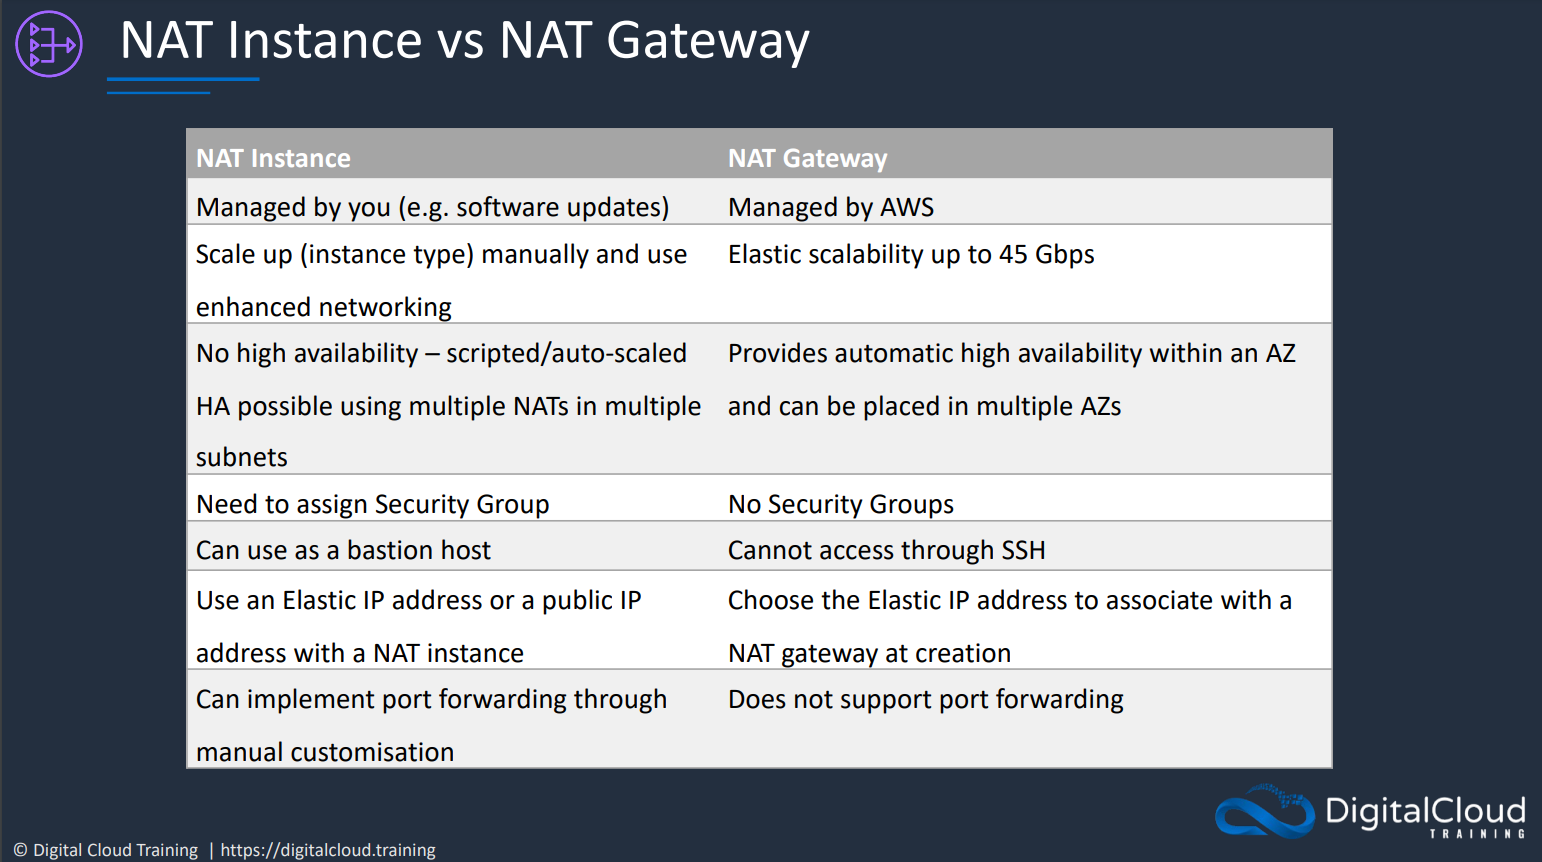 NAT Instance vs NAT Gateway
NAT Instance
NAT Gateway
Managed by you (e.g. software updates)
Managed by AWS
Scale up (instance type) manually and use
enhanced networking
Elastic scalability up to 45 Gbps
No high availability – scripted/auto-scaled
HA possible using multiple NATs in multiple
subnets
Provides automatic high availability within an AZ
and can be placed in multiple AZs
Need to assign Security Group
No Security Groups
Can use as a bastion host
Cannot access through SSH
Use an Elastic IP address or a public IP
address with a NAT instance
Choose the Elastic IP address to associate with a
NAT gateway at creation
Can implement port forwarding through
manual customisation
Does not support port forwarding
DigitalCloud
TRAINING
© Digital Cloud Training | https://digitalcloud.training